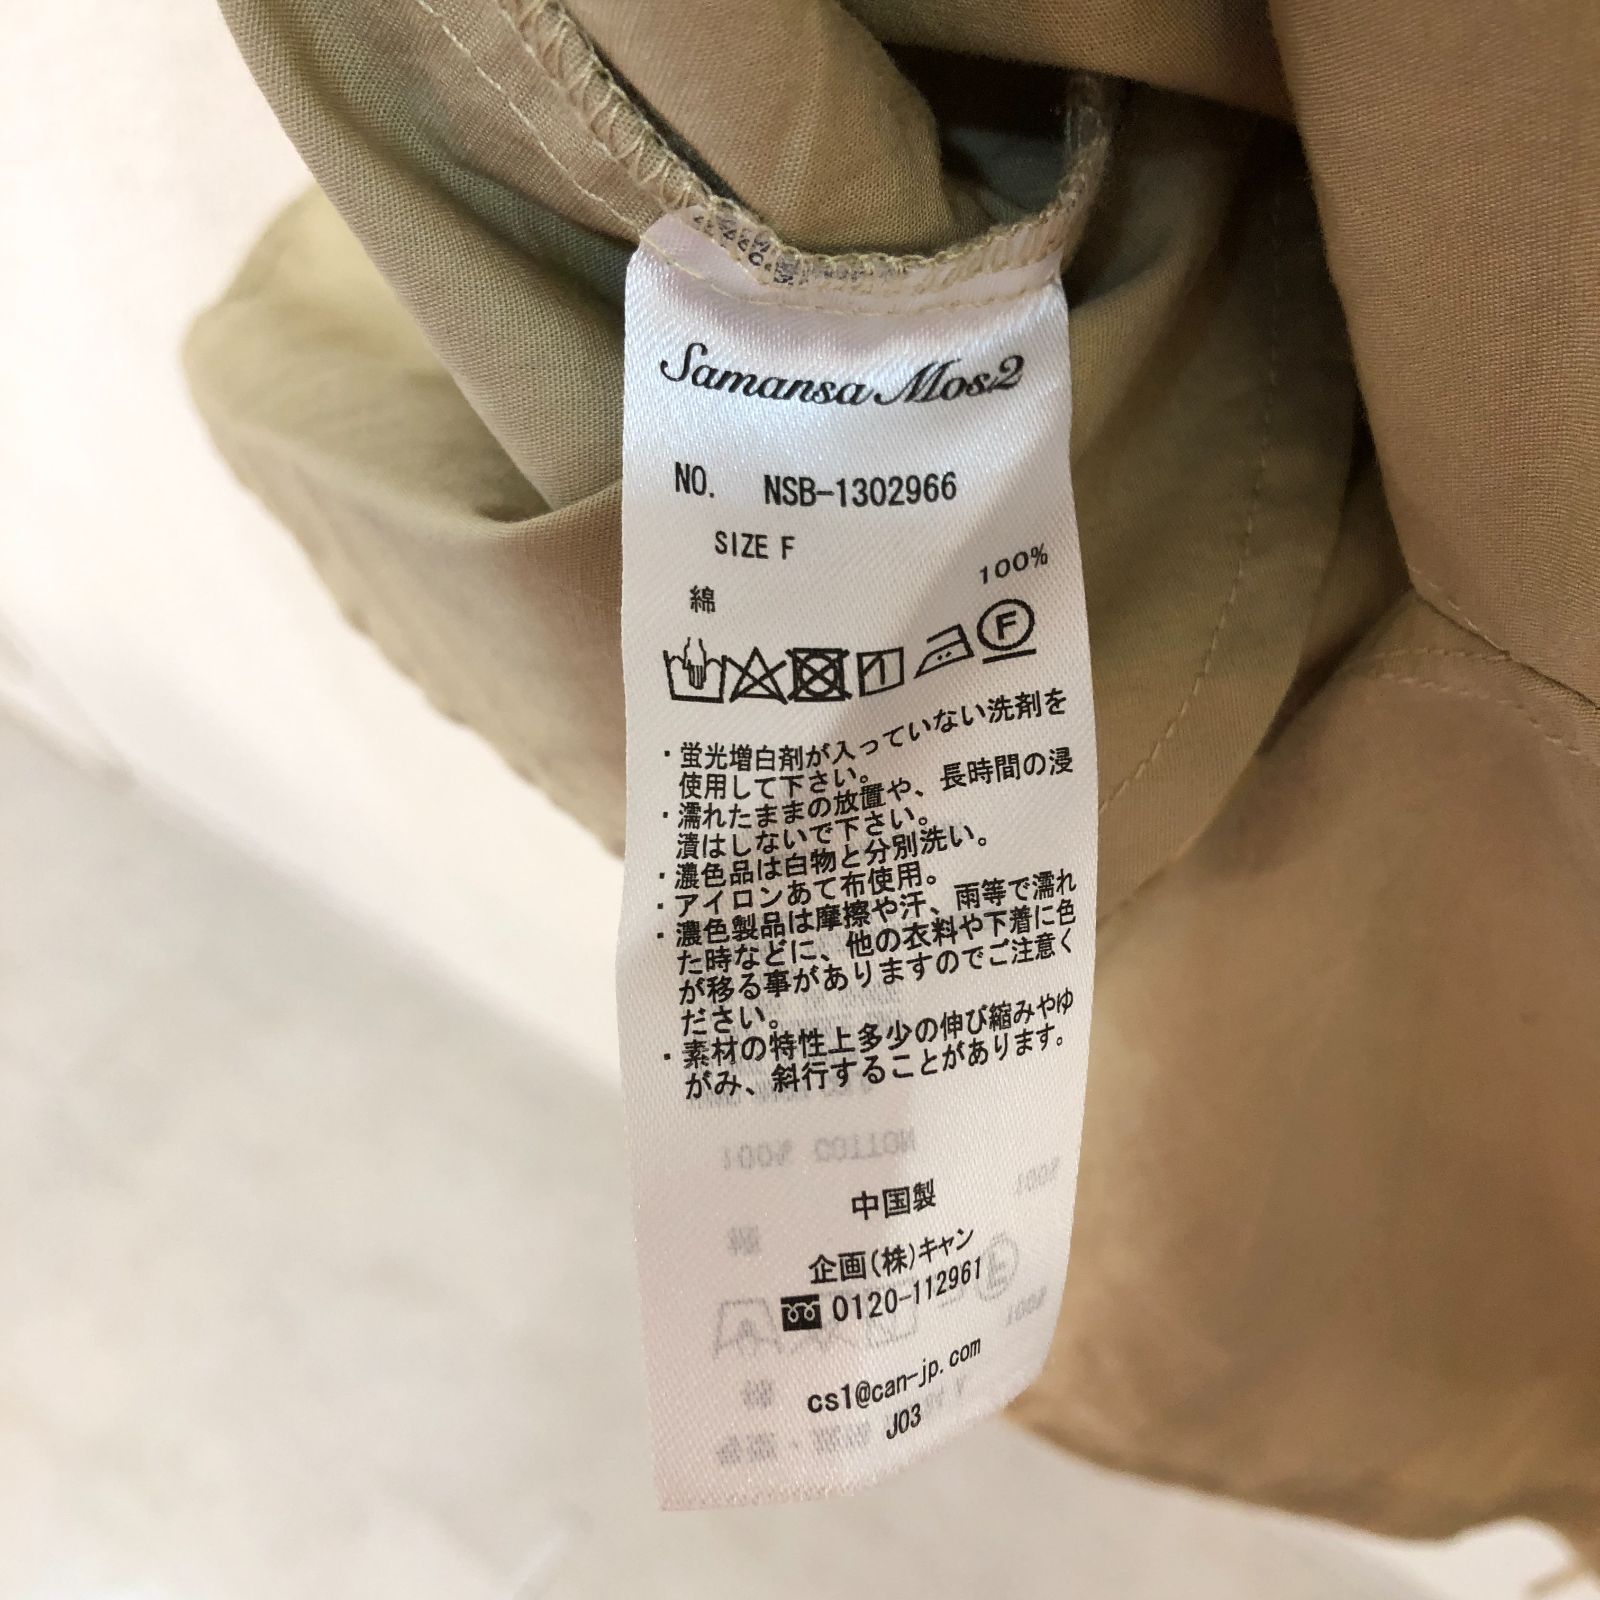 Samansa Mos2
NO. NSB-1302966
SIZE F
綿 100%
F
・蛍光増白剤が入っていない洗剤を
使用して下さい。
・濡れたままの放置や、長時間の浸
漬はしないで下さい。
・濃色品は白物と分別洗い。
・アイロンあて布使用。
・濃色製品は摩擦や汗、雨等で濡れ
た時などに、他の衣料や下着に色
が移る事がありますのでご注意く
ださい。
・素材の特性上多少の伸び縮みやゆ
がみ、斜行することがあります。
100% COTTON
中国製
企画(株)キャン
0120-112961
cs1@can-jp.com
J03